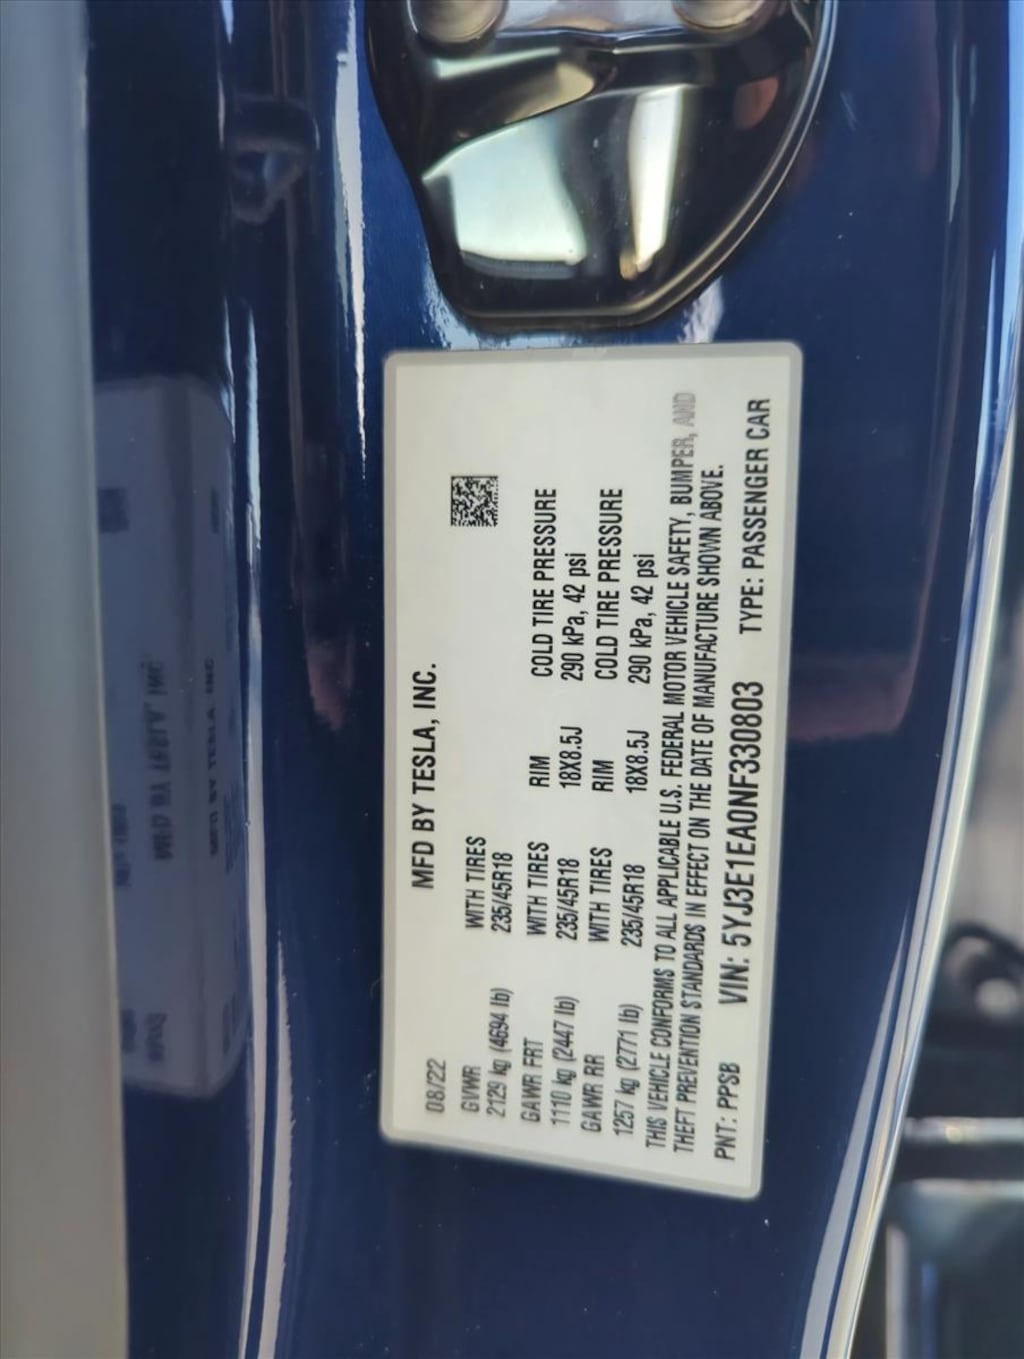 MFD BY TESLA, INC.
08/22
GVWR WITH TIRES
2129 kg (4694 lb) 235/45R18
GAWR FRT WITH TIRES RIM COLD TIRE PRESSURE
1110 kg (2447 lb) 235/45R18 18X8.5J 290 kPa, 42 psi
GAWR RR WITH TIRES RIM COLD TIRE PRESSURE
1257 kg (2771 lb) 235/45R18 18X8.5J 290 kPa, 42 psi
THIS VEHICLE CONFORMS TO ALL APPLICABLE U.S. FEDERAL MOTOR VEHICLE SAFETY, BUMPER, AND
THEFT PREVENTION STANDARDS IN EFFECT ON THE DATE OF MANUFACTURE SHOWN ABOVE.
PNT: PPSB VIN: 5YJ3E1EA0NF330803 TYPE: PASSENGER CAR